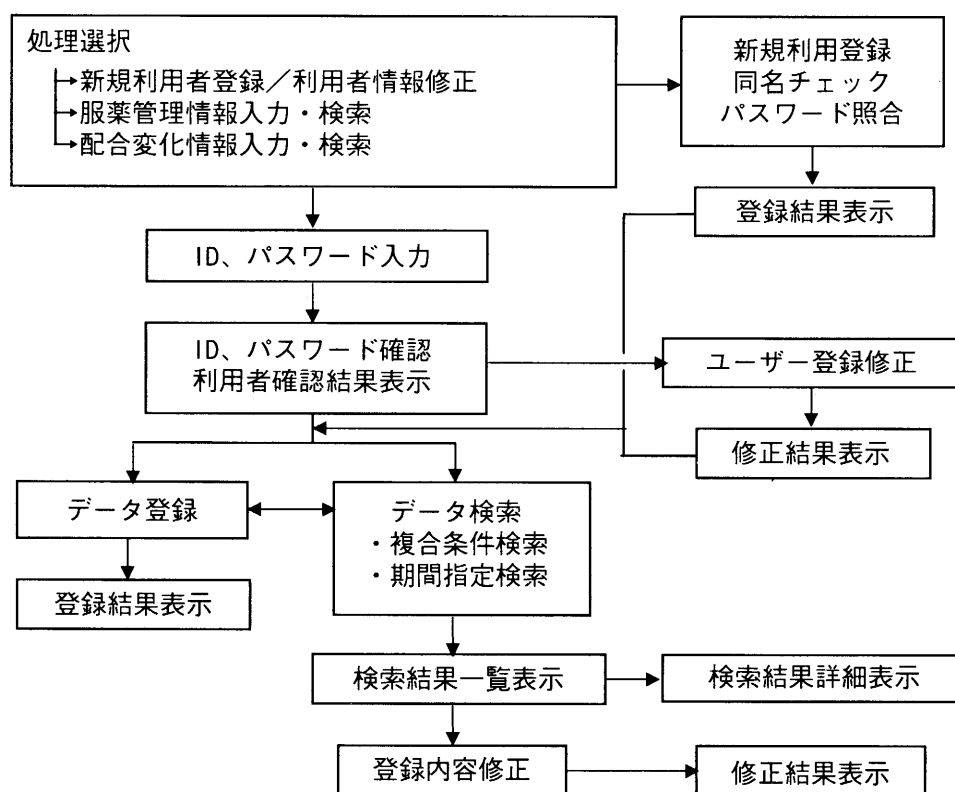 処理選択
新規利用者登録／利用者情報修正
服薬管理情報入力・検索
配合変化情報入力・検索
新規利用登録
同名チェック
パスワード照合
登録結果表示
ID、パスワード入力
ID、パスワード確認
利用者確認結果表示
ユーザー登録修正
修正結果表示
データ登録
登録結果表示
データ検索
・複合条件検索
・期間指定検索
検索結果一覧表示
検索結果詳細表示
登録内容修正
修正結果表示